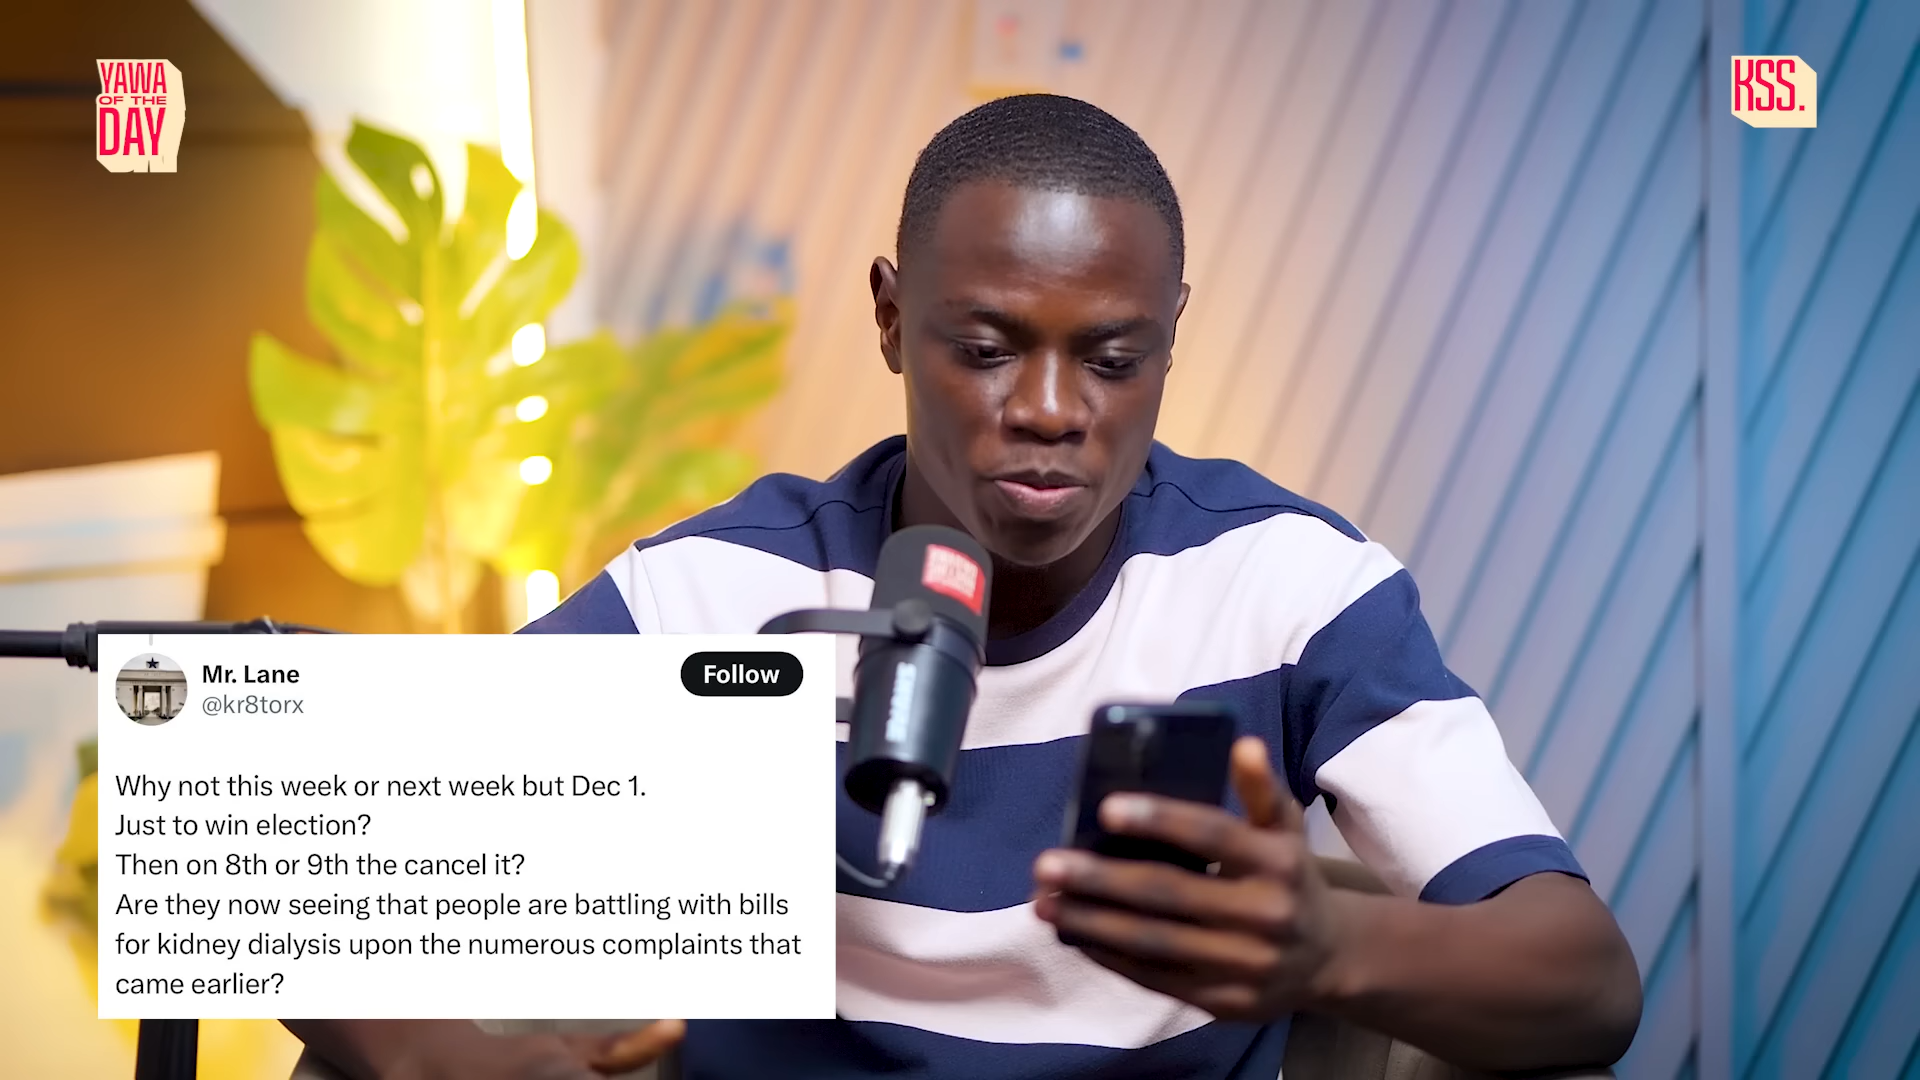 YAWA
OF THE
DAY
KSS.
Mr. Lane
@kr8torx
Follow
Why not this week or next week but Dec 1.
Just to win election?
Then on 8th or 9th the cancel it?
Are they now seeing that people are battling with bills
for kidney dialysis upon the numerous complaints that
came earlier?